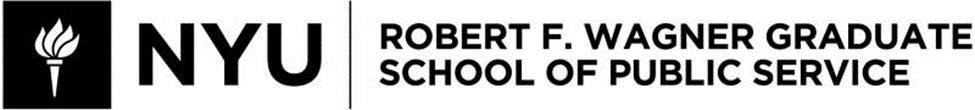 NYU
ROBERT F. WAGNER GRADUATE
SCHOOL OF PUBLIC SERVICE